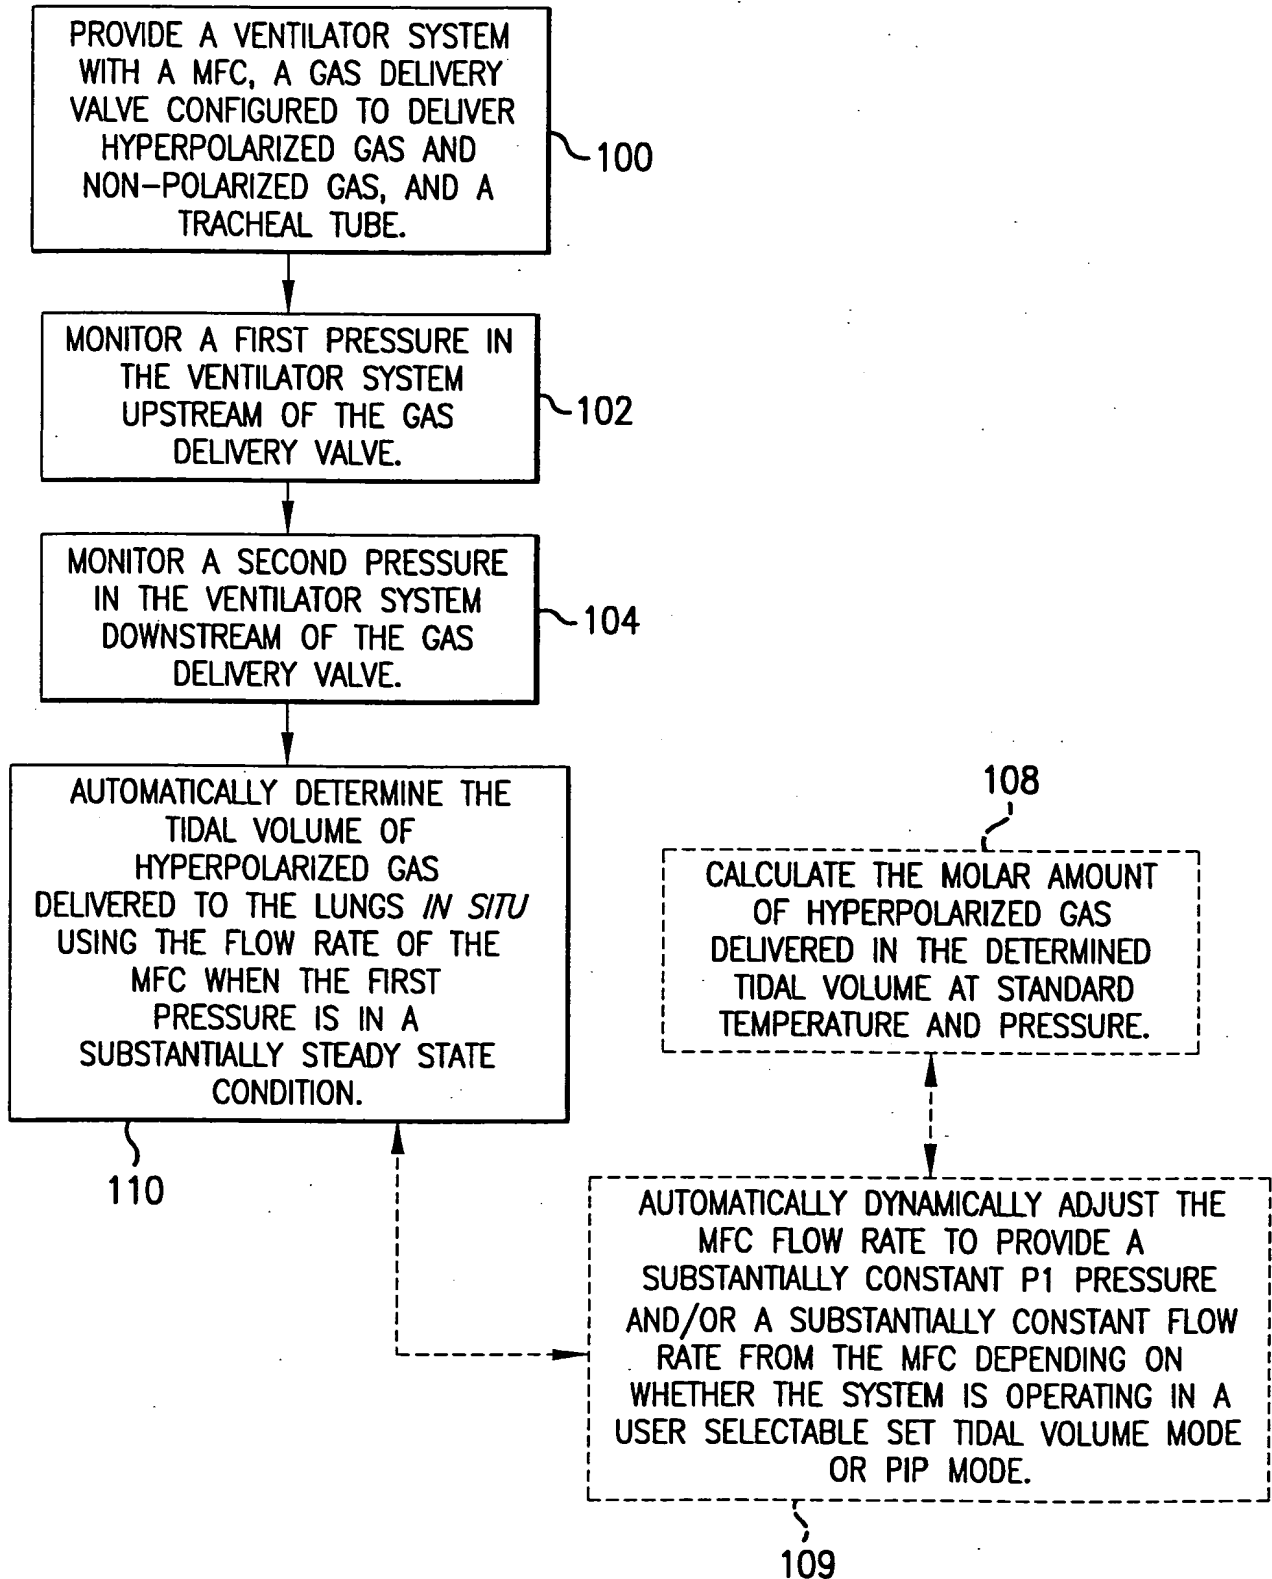 PROVIDE A VENTILATOR SYSTEM
WITH A MFC, A GAS DELIVERY
VALVE CONFIGURED TO DELIVER
HYPERPOLARIZED GAS AND
NON-POLARIZED GAS, AND A
TRACHEAL TUBE.
100
MONITOR A FIRST PRESSURE IN
THE VENTILATOR SYSTEM
UPSTREAM OF THE GAS
DELIVERY VALVE.
102
MONITOR A SECOND PRESSURE
IN THE VENTILATOR SYSTEM
DOWNSTREAM OF THE GAS
DELIVERY VALVE.
104
AUTOMATICALLY DETERMINE THE
TIDAL VOLUME OF
HYPERPOLARIZED GAS
DELIVERED TO THE LUNGS IN SITU
USING THE FLOW RATE OF THE
MFC WHEN THE FIRST
PRESSURE IS IN A
SUBSTANTIALLY STEADY STATE
CONDITION.
110
108
CALCULATE THE MOLAR AMOUNT
OF HYPERPOLARIZED GAS
DELIVERED IN THE DETERMINED
TIDAL VOLUME AT STANDARD
TEMPERATURE AND PRESSURE.
AUTOMATICALLY DYNAMICALLY ADJUST THE
MFC FLOW RATE TO PROVIDE A
SUBSTANTIALLY CONSTANT P1 PRESSURE
AND/OR A SUBSTANTIALLY CONSTANT FLOW
RATE FROM THE MFC DEPENDING ON
WHETHER THE SYSTEM IS OPERATING IN A
USER SELECTABLE SET TIDAL VOLUME MODE
OR PIP MODE.
109